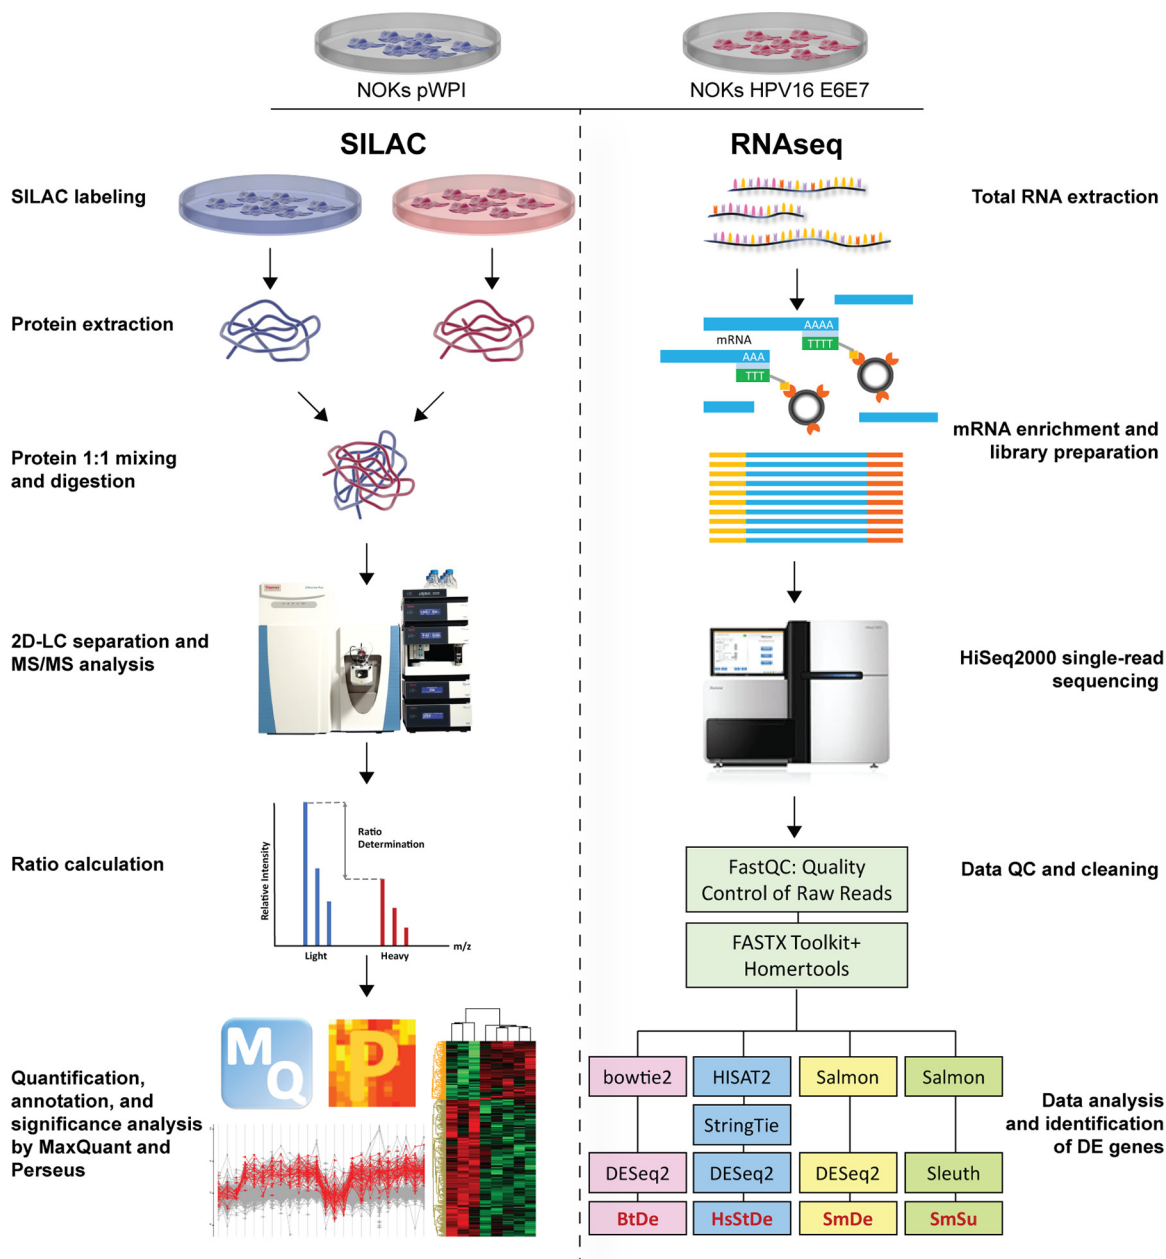 NOKs pWPI
NOKs HPV16 E6E7
SILAC
SILAC labeling
Protein extraction
Protein 1:1 mixing
and digestion
2D-LC separation and
MS/MS analysis
Ratio calculation
Relative Intensity
Ratio
Determination
m/z
Light
Heavy
Quantification,
annotation, and
significance analysis
by MaxQuant and
Perseus
M
Q
P
RNAseq
Total RNA extraction
AAAA
mRNA
TTTT
AAA
TTT
mRNA enrichment and
library preparation
HiSeq2000 single-read
sequencing
FastQC: Quality
Control of Raw Reads
Data QC and cleaning
FASTX Toolkit+
Homertools
bowtie2
HISAT2
Salmon
Salmon
StringTie
Data analysis
and identification
of DE genes
DESeq2
DESeq2
DESeq2
Sleuth
BtDe
HsStDe
SmDe
SmSu